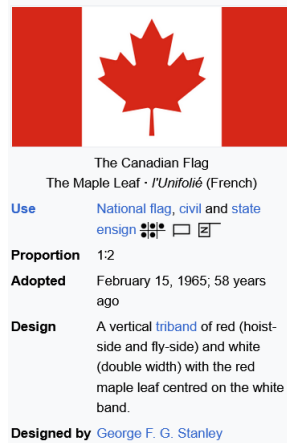 The Canadian Flag
The Maple Leaf · l'Unifolié (French)
Use National flag, civil and state
ensign
Proportion 1:2
Adopted February 15, 1965; 58 years
ago
Design A vertical triband of red (hoist-
side and fly-side) and white
(double width) with the red
maple leaf centred on the white
band.
Designed by George F. G. Stanley